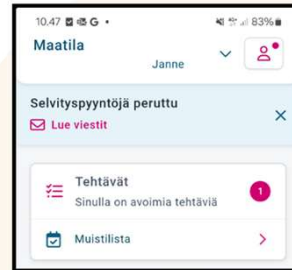 10.47 G • 83%
Maatila
Janne
Selvityspyyntöjä peruttu
Lue viestit
Tehtävät
Sinulla on avoimia tehtäviä
1
Muistilista